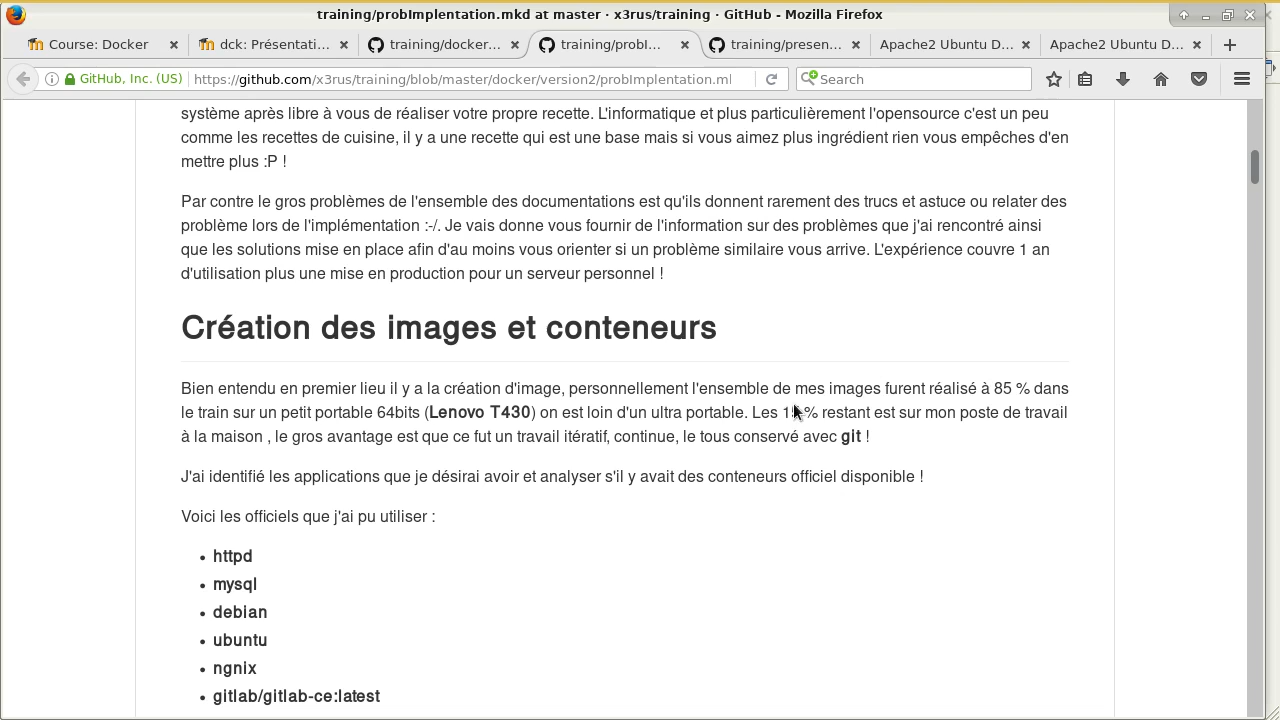 training/probImplentation.mkd at master · x3rus/training · GitHub - Mozilla Firefox
Course: Docker
dck: Présentati...
training/docker...
training/probI...
training/presen...
Apache2 Ubuntu D...
Apache2 Ubuntu D...
GitHub, Inc. (US)
https://github.com/x3rus/training/blob/master/docker/version2/probImplentation.ml
Search
système après libre à vous de réaliser votre propre recette. L'informatique et plus particulièrement l'opensource c'est un peu
comme les recettes de cuisine, il y a une recette qui est une base mais si vous aimez plus ingrédient rien vous empêches d'en
mettre plus :P !
Par contre le gros problèmes de l'ensemble des documentations est qu'ils donnent rarement des trucs et astuce ou relater des
problème lors de l'implémentation :-/. Je vais donne vous fournir de l'information sur des problèmes que j'ai rencontré ainsi
que les solutions mise en place afin d'au moins vous orienter si un problème similaire vous arrive. L'expérience couvre 1 an
d'utilisation plus une mise en production pour un serveur personnel !
Création des images et conteneurs
Bien entendu en premier lieu il y a la création d'image, personnellement l'ensemble de mes images furent réalisé à 85 % dans
le train sur un petit portable 64bits (Lenovo T430) on est loin d'un ultra portable. Les % restant est sur mon poste de travail
à la maison , le gros avantage est que ce fut un travail itératif, continue, le tous conservé avec git !
J'ai identifié les applications que je désirai avoir et analyser s'il y avait des conteneurs officiel disponible !
Voici les officiels que j'ai pu utiliser :
• httpd
• mysql
• debian
• ubuntu
• ngnix
• gitlab/gitlab-ce:latest